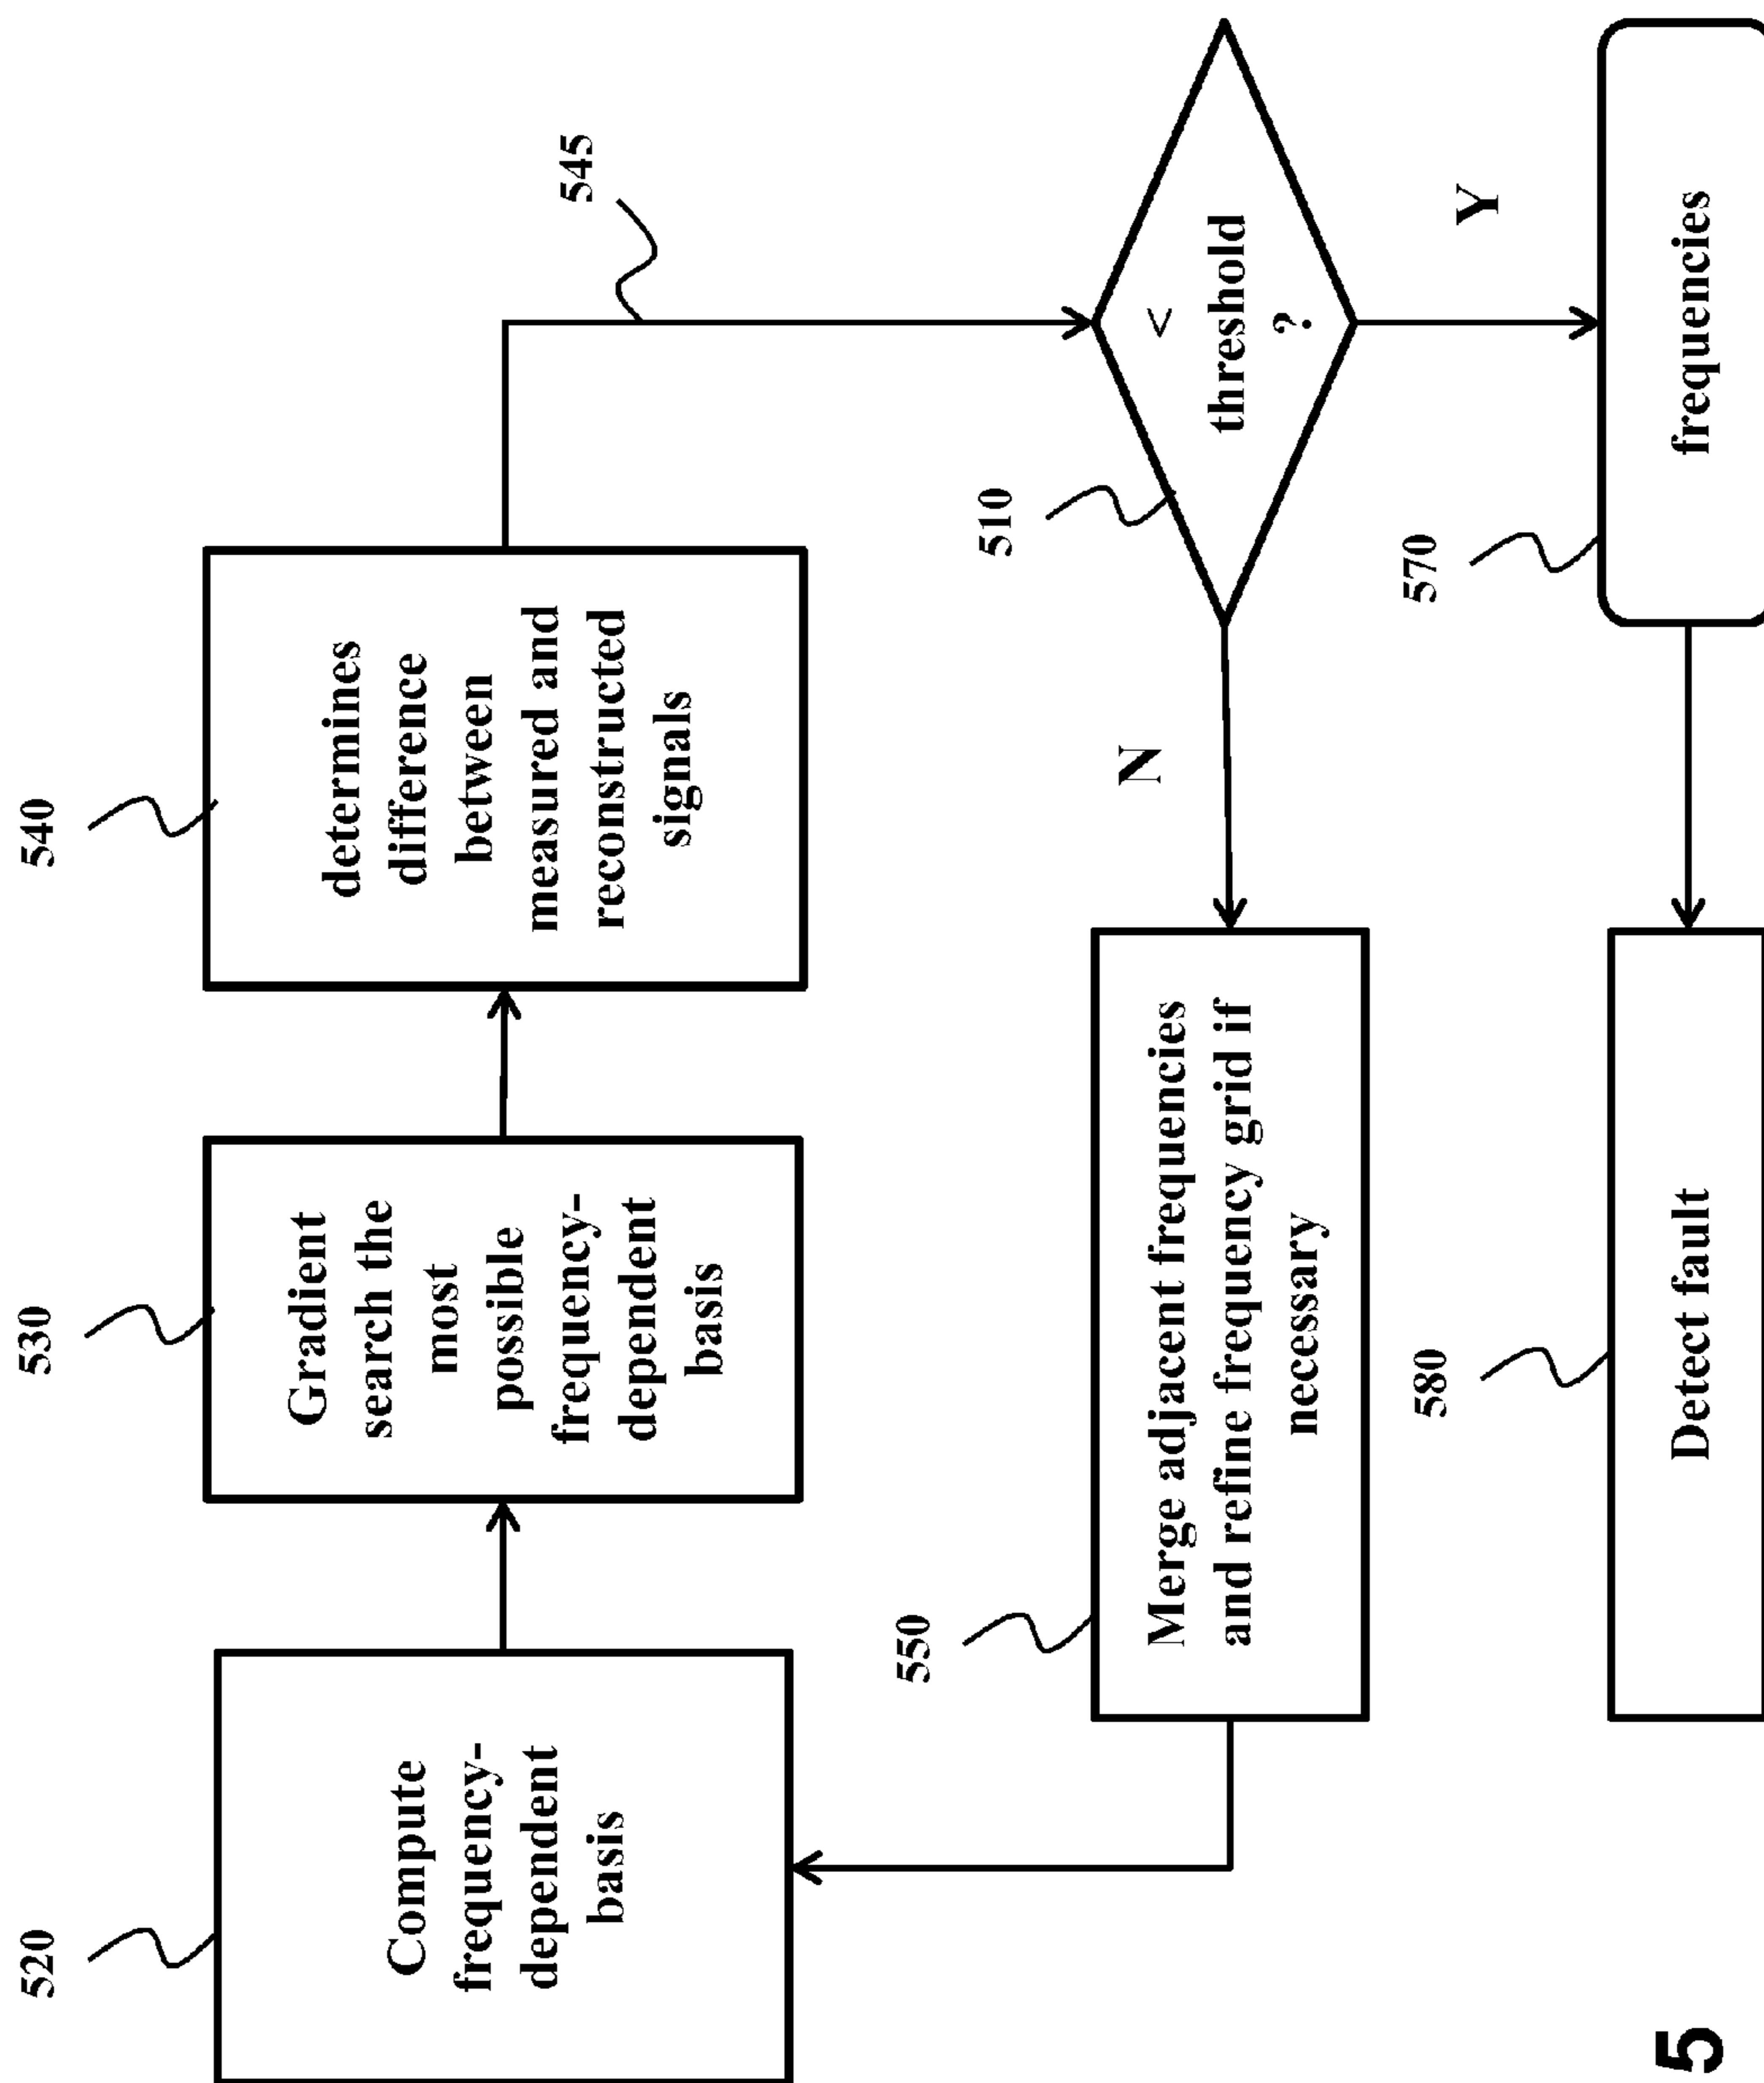 520
Compute
frequency-
dependent
basis
530
Gradient
search the
most
possible
frequency-
dependent
basis
540
determines
difference
between
measured and
reconstructed
signals
545
550
Merge adjacent frequencies
and refine frequency grid if
necessary
N
510
<
threshold
?
Y
580
Detect fault
570
frequencies
5